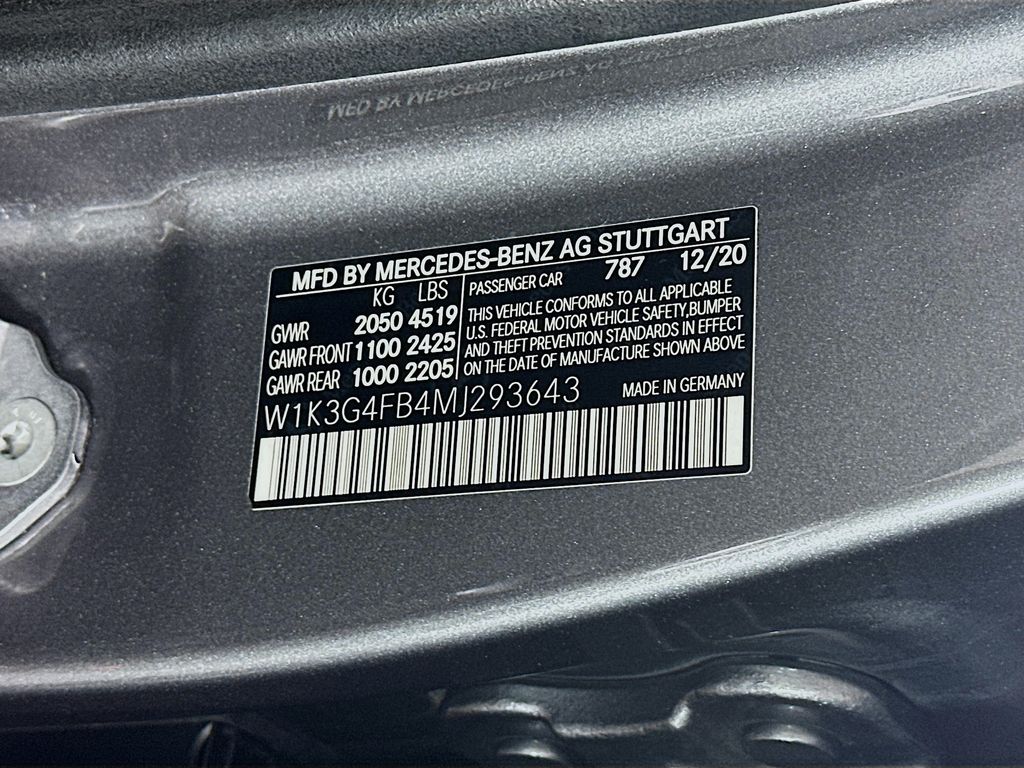 MFD BY MERCEDES-BENZ AG STUTTGART
KG LBS
GVWR 2050 4519
GAWR FRONT 1100 2425
GAWR REAR 1000 2205
PASSENGER CAR 787 12/20
THIS VEHICLE CONFORMS TO ALL APPLICABLE
U.S. FEDERAL MOTOR VEHICLE SAFETY, BUMPER
AND THEFT PREVENTION STANDARDS IN EFFECT
ON THE DATE OF MANUFACTURE SHOWN ABOVE
W1K3G4FB4MJ293643
MADE IN GERMANY